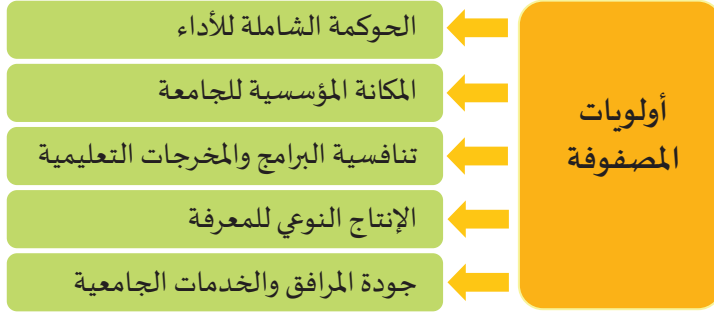 أولويات
المصفوفة
الحوكمة الشاملة للأداء
المكانة المؤسسية للجامعة
تنافسية البرامج والمخرجات التعليمية
الإنتاج النوعي للمعرفة
جودة المرافق والخدمات الجامعية